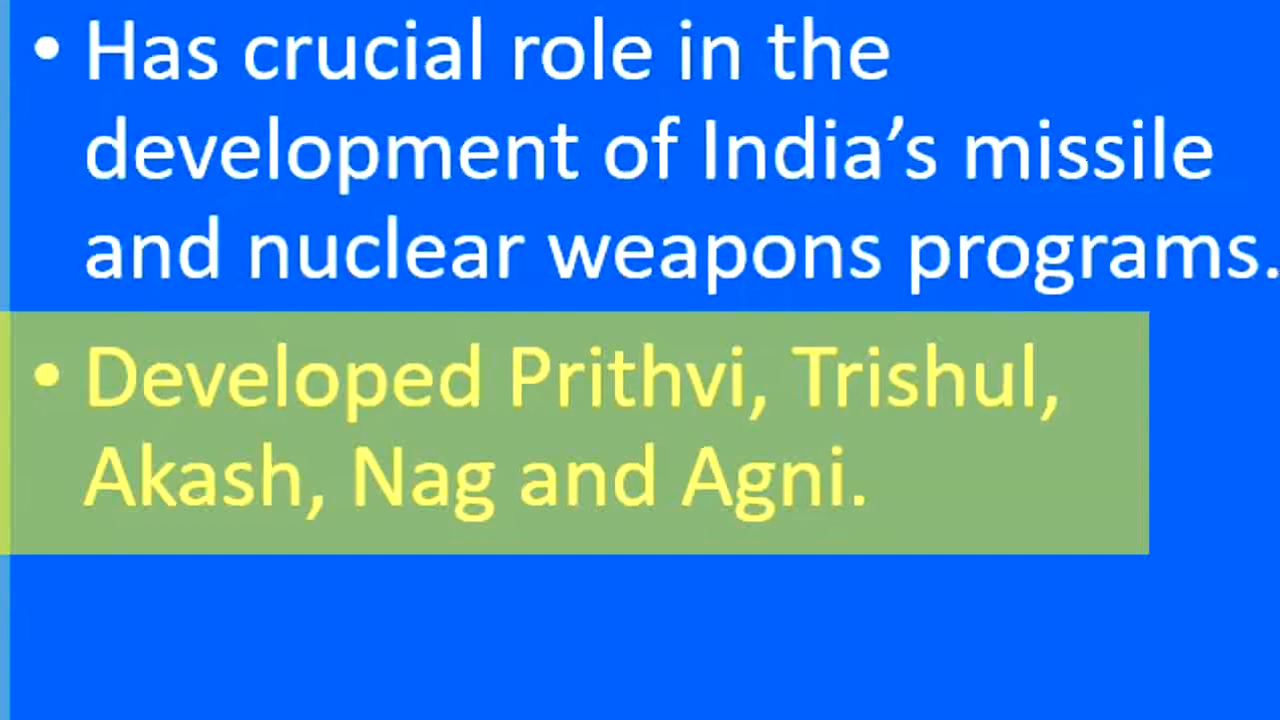 • Has crucial role in the
development of India’s missile
and nuclear weapons programs.
• Developed Prithvi, Trishul,
Akash, Nag and Agni.